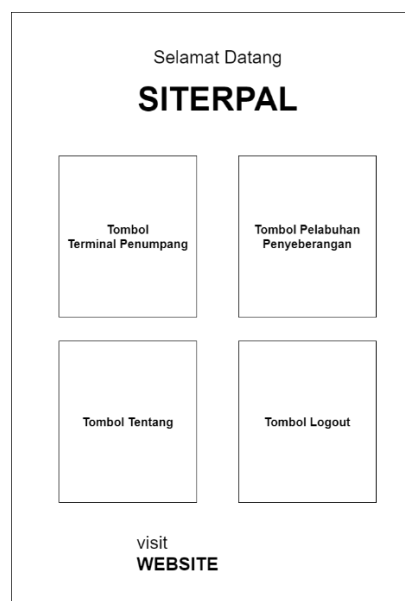 Selamat Datang
SITERPAL
Tombol
Terminal Penumpang
Tombol Pelabuhan
Penyeberangan
Tombol Tentang
Tombol Logout
visit
WEBSITE